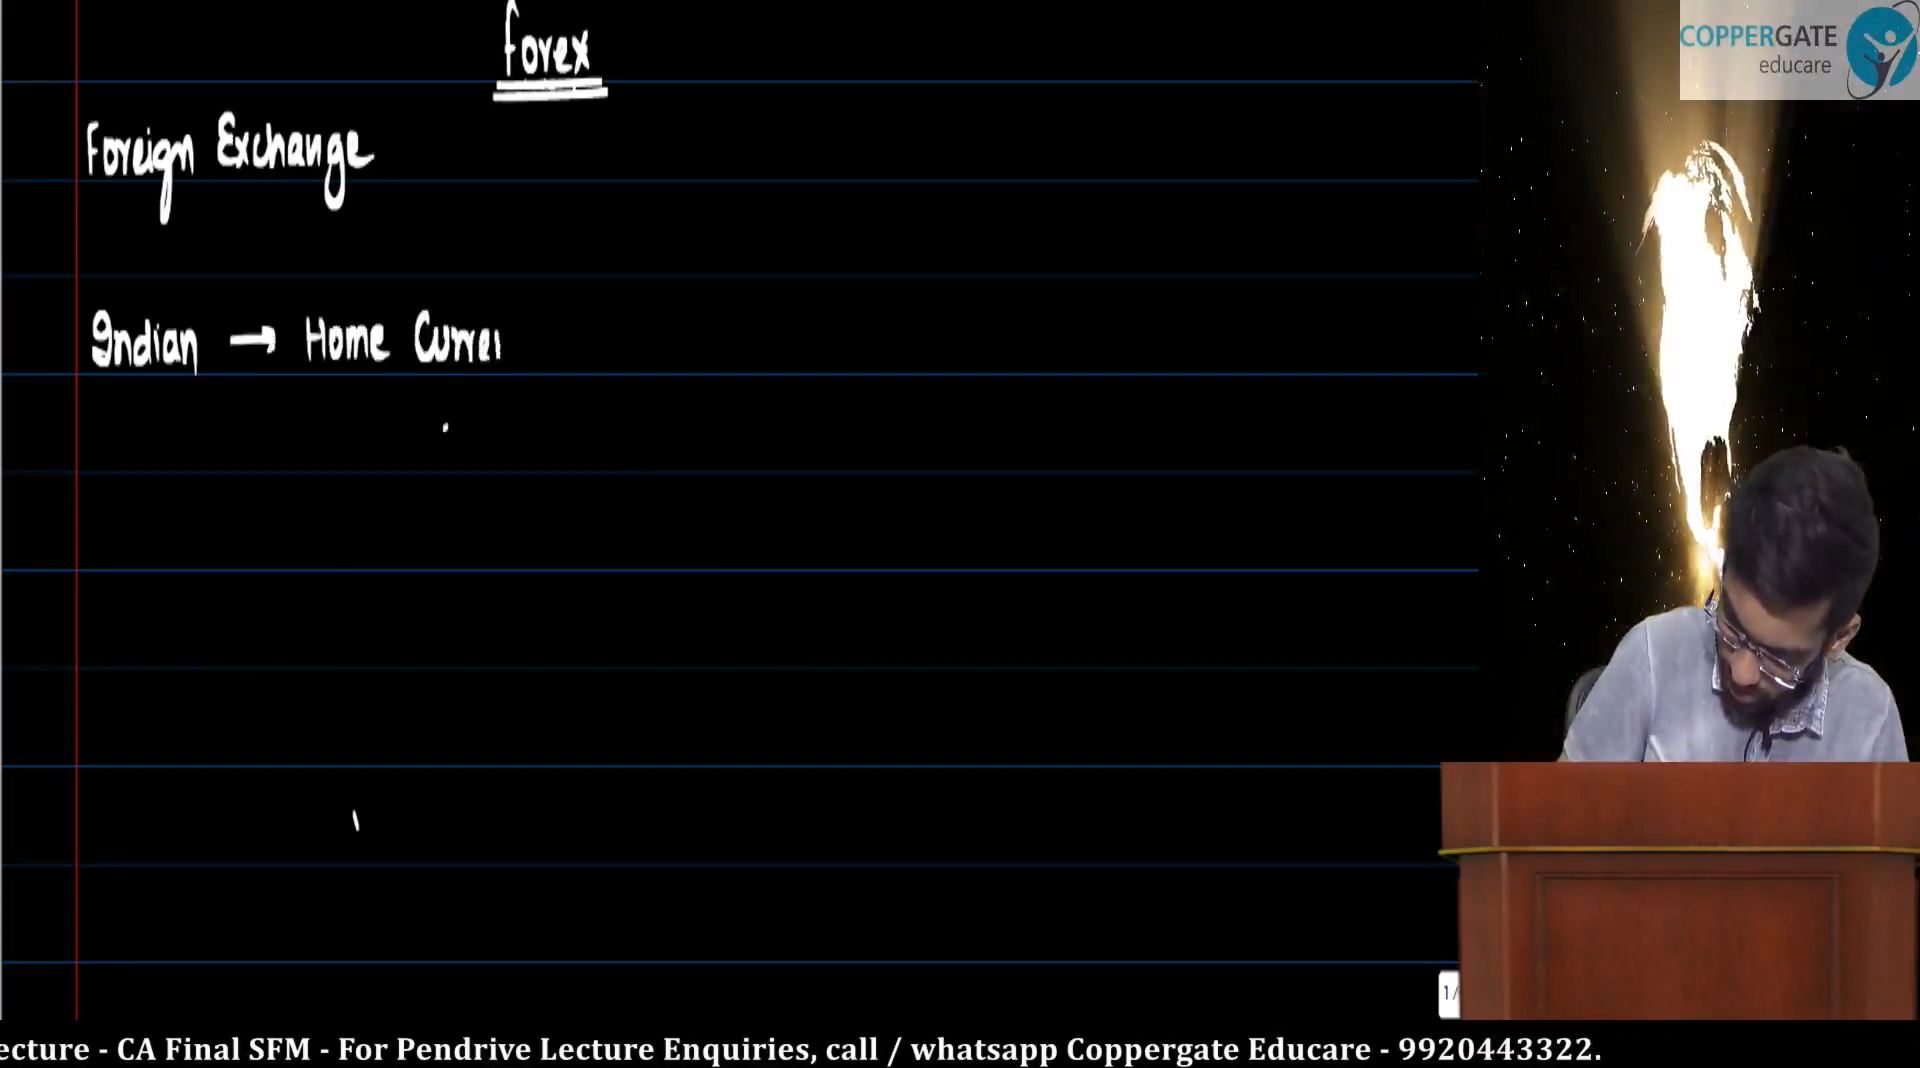 Forex
COPPERGATE
educare
Foreign Exchange
Indian → Home Curre
1/
ecture - CA Final SFM - For Pendrive Lecture Enquiries, call / whatsapp Coppergate Educare - 9920443322.